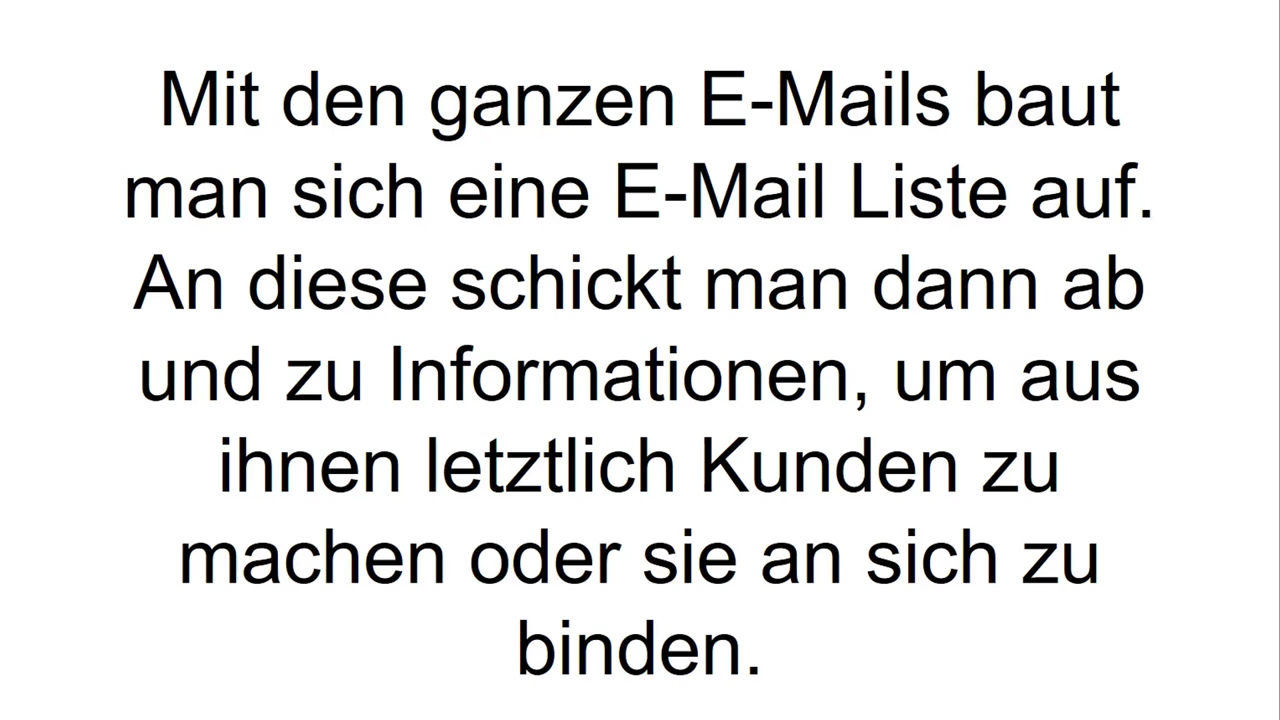 Mit den ganzen E-Mails baut
man sich eine E-Mail Liste auf.
An diese schickt man dann ab
und zu Informationen, um aus
ihnen letztlich Kunden zu
machen oder sie an sich zu
binden.